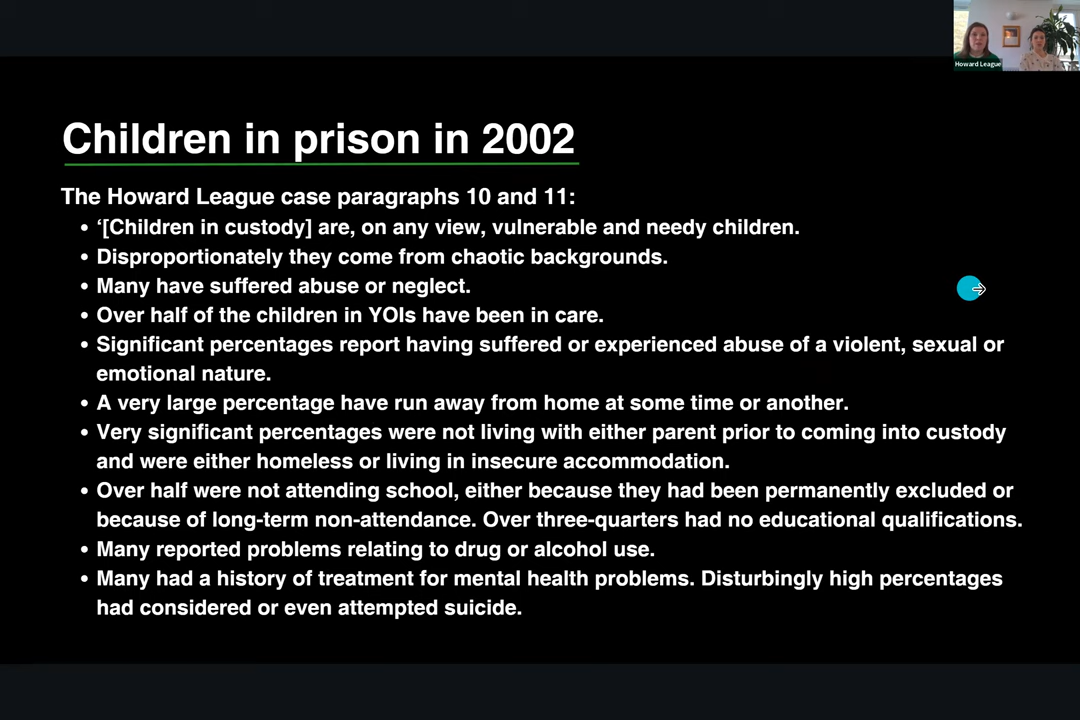 Howard League
Children in prison in 2002
The Howard League case paragraphs 10 and 11:
• ‘[Children in custody] are, on any view, vulnerable and needy children.
• Disproportionately they come from chaotic backgrounds.
• Many have suffered abuse or neglect.
• Over half of the children in YOIs have been in care.
• Significant percentages report having suffered or experienced abuse of a violent, sexual or
emotional nature.
• A very large percentage have run away from home at some time or another.
• Very significant percentages were not living with either parent prior to coming into custody
and were either homeless or living in insecure accommodation.
• Over half were not attending school, either because they had been permanently excluded or
because of long-term non-attendance. Over three-quarters had no educational qualifications.
• Many reported problems relating to drug or alcohol use.
• Many had a history of treatment for mental health problems. Disturbingly high percentages
had considered or even attempted suicide.